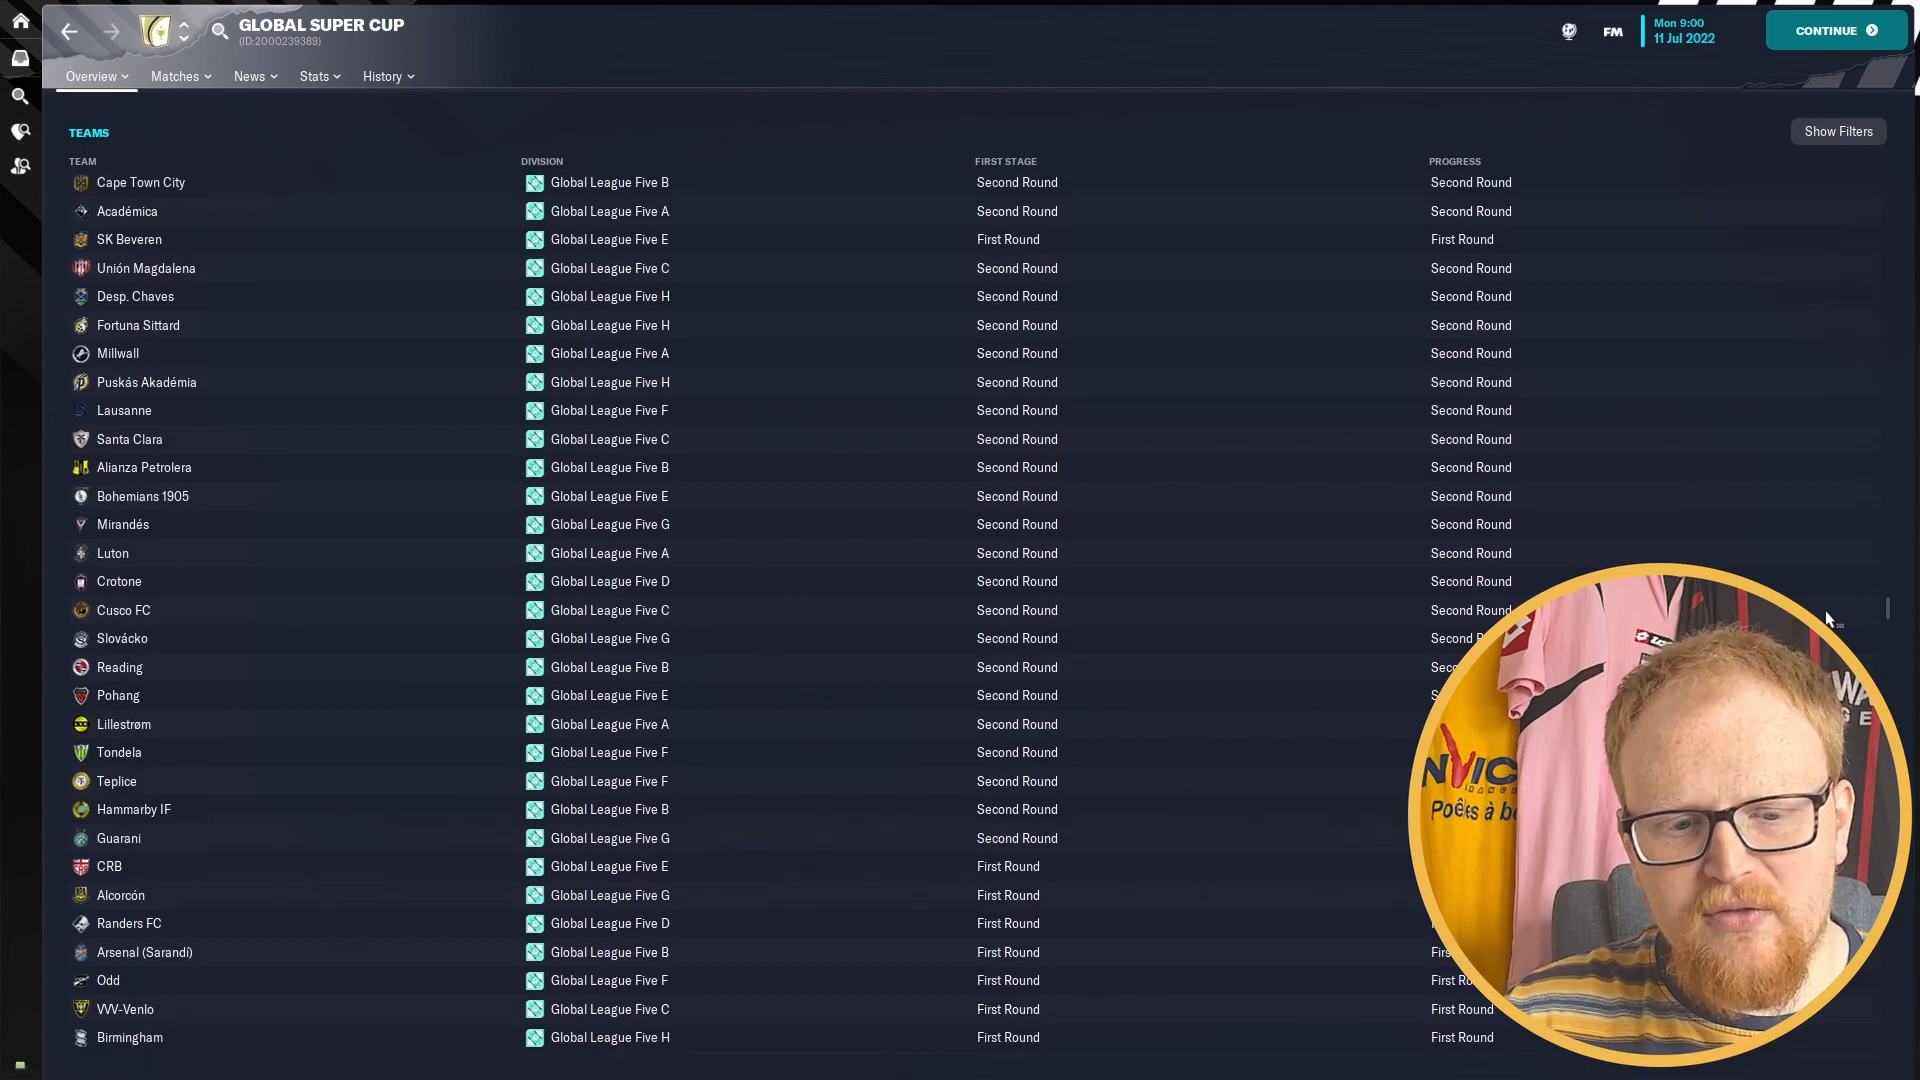 GLOBAL SUPER CUP
(ID:2000239389)
FM
Mon 9:00
11 Jul 2022
CONTINUE
Overview Matches News Stats History
TEAMS
Show Filters
TEAM DIVISION FIRST STAGE PROGRESS
Cape Town City Global League Five B Second Round Second Round
Académica Global League Five A Second Round Second Round
SK Beveren Global League Five E First Round First Round
Unión Magdalena Global League Five C Second Round Second Round
Desp. Chaves Global League Five H Second Round Second Round
Fortuna Sittard Global League Five H Second Round Second Round
Millwall Global League Five A Second Round Second Round
Puskás Akadémia Global League Five H Second Round Second Round
Lausanne Global League Five F Second Round Second Round
Santa Clara Global League Five C Second Round Second Round
Alianza Petrolera Global League Five B Second Round Second Round
Bohemians 1905 Global League Five E Second Round Second Round
Mirandés Global League Five G Second Round Second Round
Luton Global League Five A Second Round Second Round
Crotone Global League Five D Second Round Second Round
Cusco FC Global League Five C Second Round Second Round
Slovácko Global League Five G Second Round Second
Reading Global League Five B Second Round
Pohang Global League Five E Second Round
Lillestrøm Global League Five A Second Round
Tondela Global League Five F Second Round
Teplice Global League Five F Second Round
Hammarby IF Global League Five B Second Round
Guarani Global League Five G Second Round
CRB Global League Five E First Round
Alcorcón Global League Five G First Round
Randers FC Global League Five D First Round
Arsenal (Sarandí) Global League Five B First Round
Odd Global League Five F First Round First
VVV-Venlo Global League Five C First Round First Round
Birmingham Global League Five H First Round First Round
Poêles à